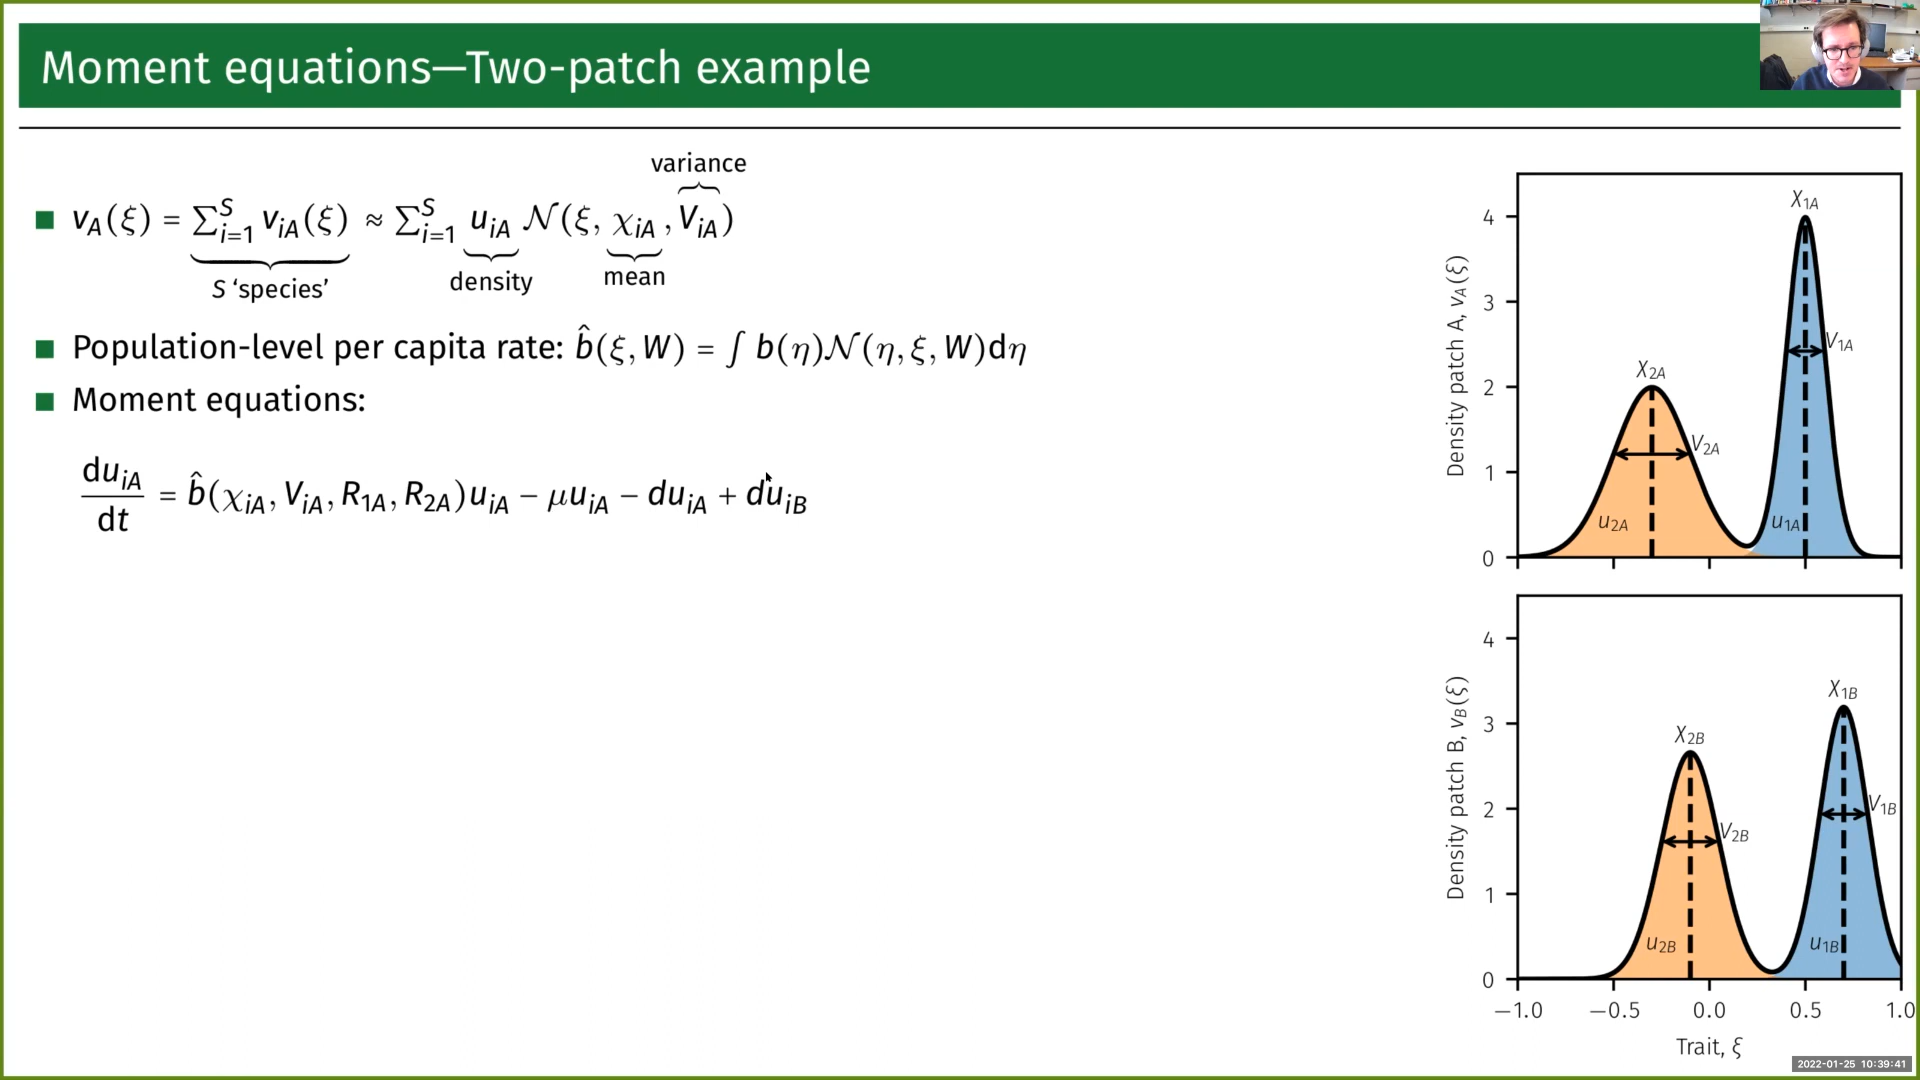 Moment equations—Two-patch example
variance
v_A(ξ) = ∑_{i=1}^S v_{iA}(ξ) ≈ ∑_{i=1}^S u_{iA} 𝒩(ξ, χ_{iA}, V_{iA})
S ‘species’ density mean
Population-level per capita rate: b̂(ξ, W) = ∫ b(η)𝒩(η, ξ, W)dη
Moment equations:
du_{iA}/dt = b̂(χ_{iA}, V_{iA}, R_{1A}, R_{2A})u_{iA} − μu_{iA} − du_{iA} + du_{iB}
Density patch A, v_A(ξ)
4
3
2
1
0
χ_{1A}
V_{1A}
χ_{2A}
V_{2A}
u_{2A}
u_{1A}
Density patch B, v_B(ξ)
4
3
2
1
0
χ_{1B}
χ_{2B}
V_{1B}
V_{2B}
u_{2B}
u_{1B}
−1.0 −0.5 0.0 0.5 1.0
Trait, ξ
2022-01-25 10:39:41